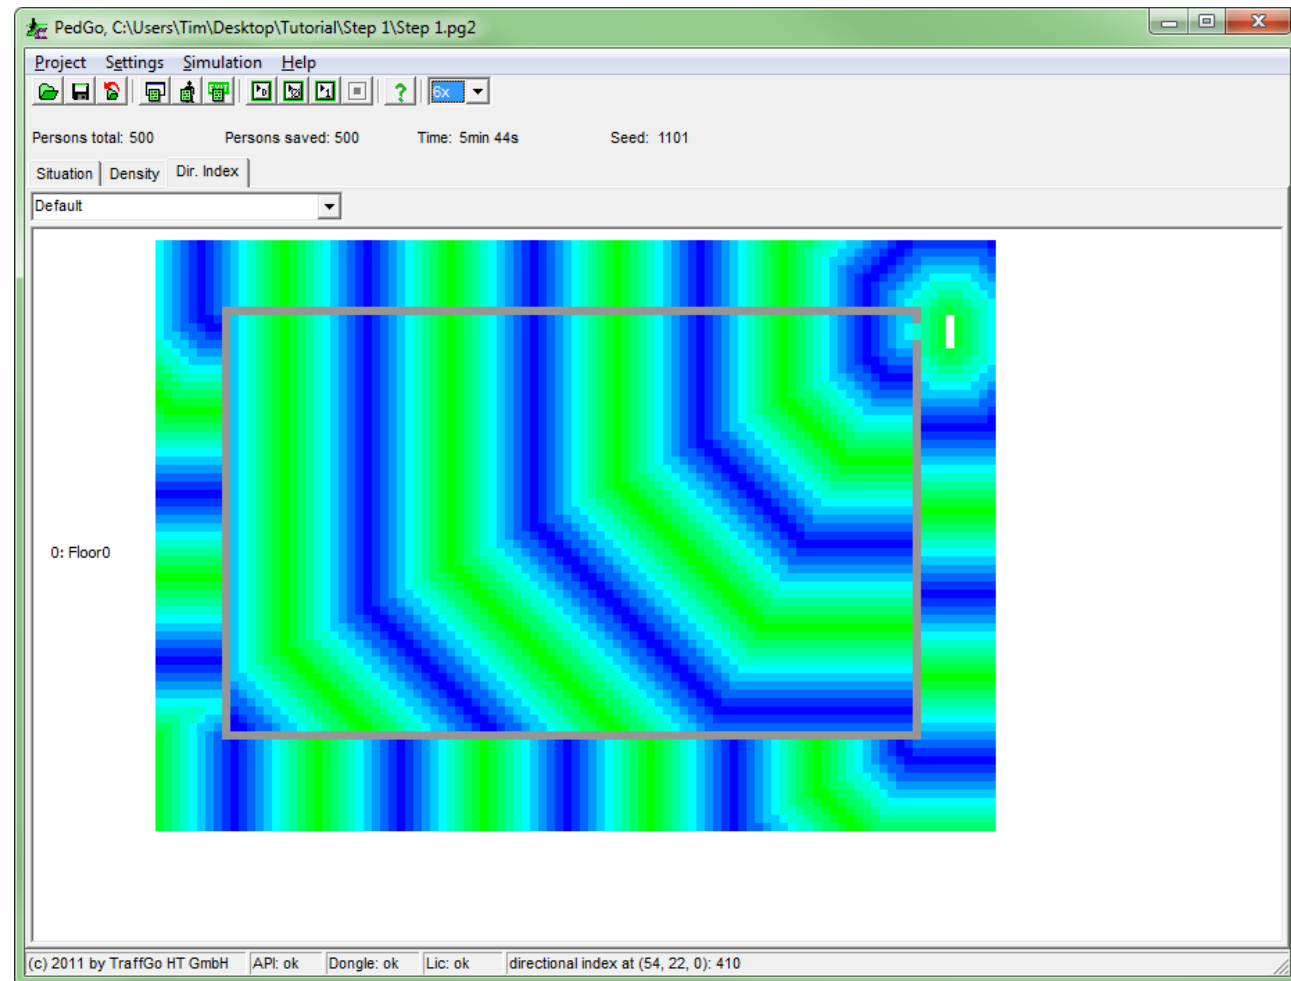 PedGo, C:\Users\Tim\Desktop\Tutorial\Step 1\Step 1.pg2
Project Settings Simulation Help
6x
Persons total: 500 Persons saved: 500 Time: 5min 44s Seed: 1101
Situation Density Dir. Index
Default
0: Floor0
(c) 2011 by TraffGo HT GmbH API: ok Dongle: ok Lic: ok directional index at (54, 22, 0): 410